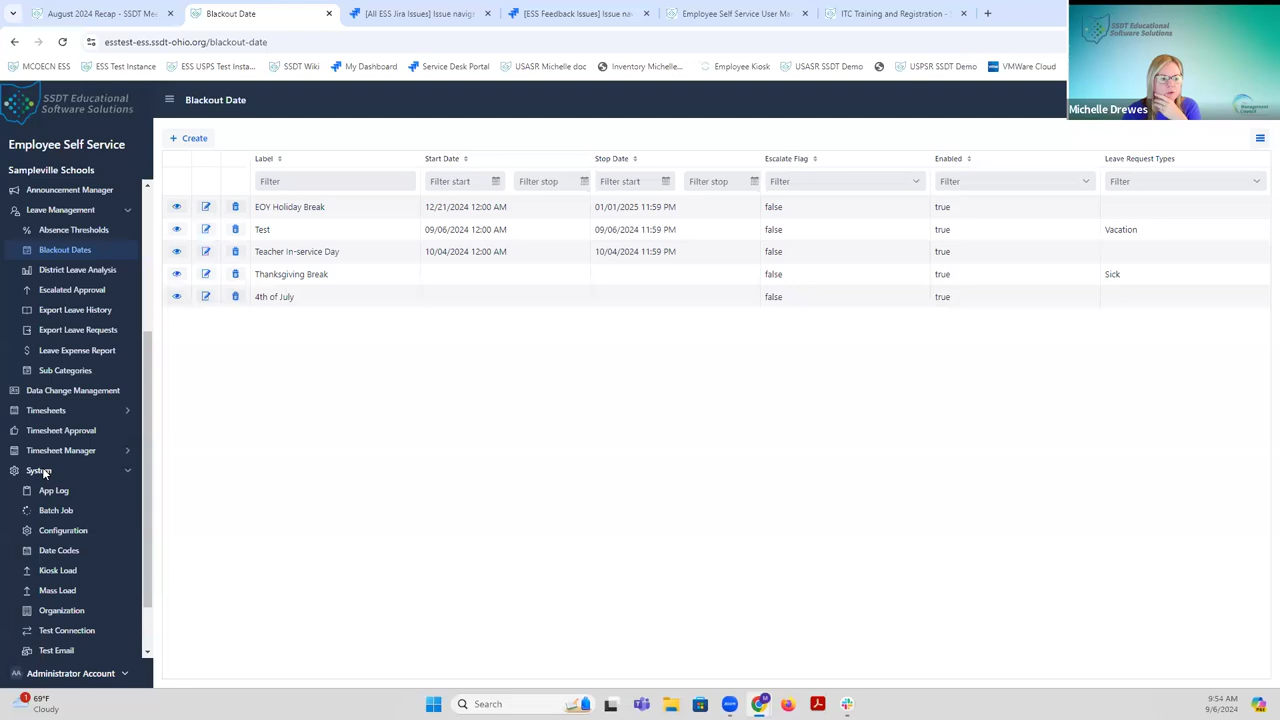 August 2024 Recap - SSDT Mee
Blackout Date
[All ESS Jira Issues] Issue navig
[ESS Feedback Issues] Issue na
Employee Self Service User Ma
ITC Training and Registration -
esstest-ess.ssdt-ohio.org/blackout-date
MCOECN ESS
ESS Test Instance
ESS USPS Test Insta...
SSDT Wiki
My Dashboard
Service Desk Portal
USASR MOE doc
Inventory Michelle...
Employee Kiosk
USASR SSDT Demo
USPSR SSDT Demo
VMWare Cloud
SSDT Educational
Software Solutions
Michelle Drewes
SSDT Educational
Software Solutions
Blackout Date
Employee Self Service
Sampleville Schools
Announcement Manager
Leave Management
Absence Thresholds
Blackout Dates
District Leave Analysis
Escalated Approval
Export Leave History
Export Leave Requests
Leave Expense Report
Sub Categories
Data Change Management
Timesheets
Timesheet Approval
Timesheet Manager
System
App Log
Batch Job
Configuration
Date Codes
Kiosk Load
Mass Load
Organization
Test Connection
Test Email
AA Administrator Account
+ Create
Label Start Date Stop Date Escalate Flag Enabled Leave Request Types
Filter Filter start Filter stop Filter start Filter stop Filter Filter Filter
EOY Holiday Break 12/21/2024 12:00 AM 01/01/2025 11:59 PM false true
Test 09/06/2024 12:00 AM 09/06/2024 11:59 PM false true Vacation
Teacher In-service Day 10/04/2024 12:00 AM 10/04/2024 11:59 PM false true
Thanksgiving Break false true Sick
4th of July false true
1
69°F
Cloudy
Search
9:54 AM
9/6/2024